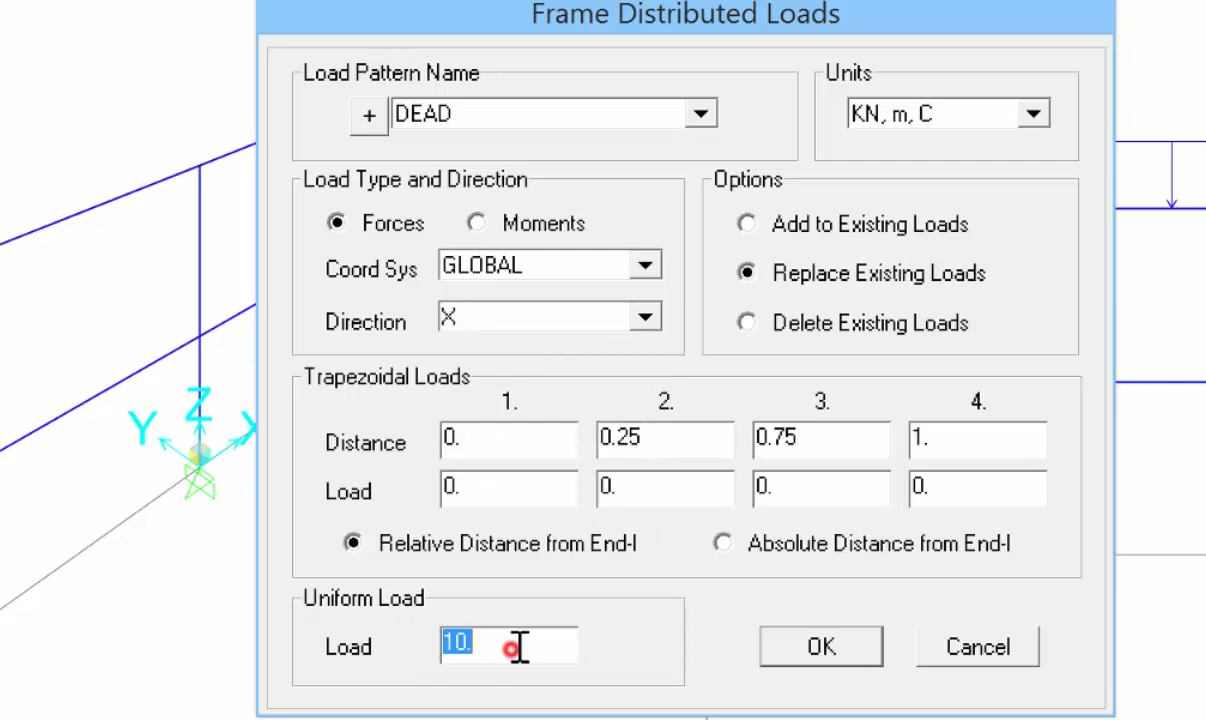 Frame Distributed Loads
Load Pattern Name
+ DEAD
Units
KN, m, C
Load Type and Direction
Forces Moments
Coord Sys GLOBAL
Direction X
Options
Add to Existing Loads
Replace Existing Loads
Delete Existing Loads
Trapezoidal Loads
1. 2. 3. 4.
Distance 0. 0.25 0.75 1.
Load 0. 0. 0. 0.
Relative Distance from End-I Absolute Distance from End-I
Uniform Load
Load 10.
OK Cancel
Z
Y X